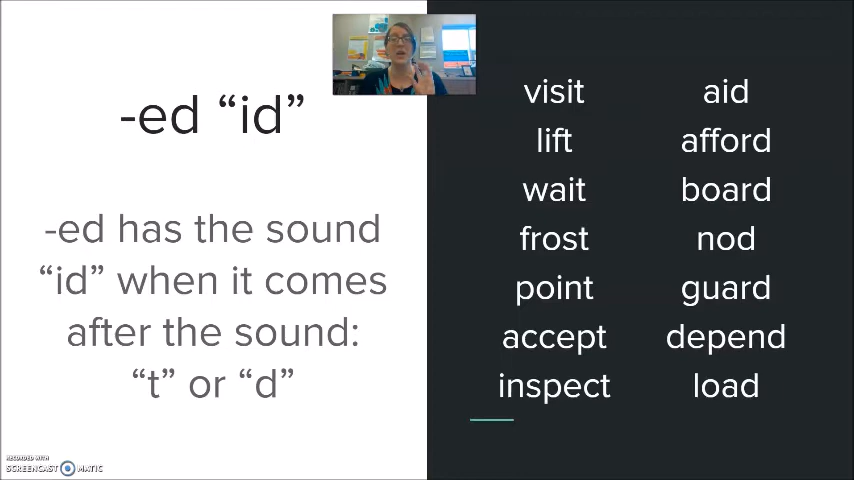 -ed “id”
-ed has the sound
“id” when it comes
after the sound:
“t” or “d”
visit
lift
wait
frost
point
accept
inspect
aid
afford
board
nod
guard
depend
load
RECORDED WITH
SCREENCAST MATIC